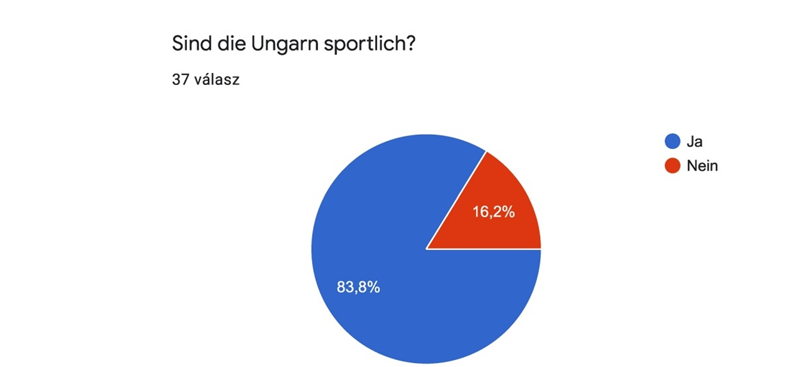 Sind die Ungarn sportlich?
37 válasz
Ja
Nein
16,2%
83,8%